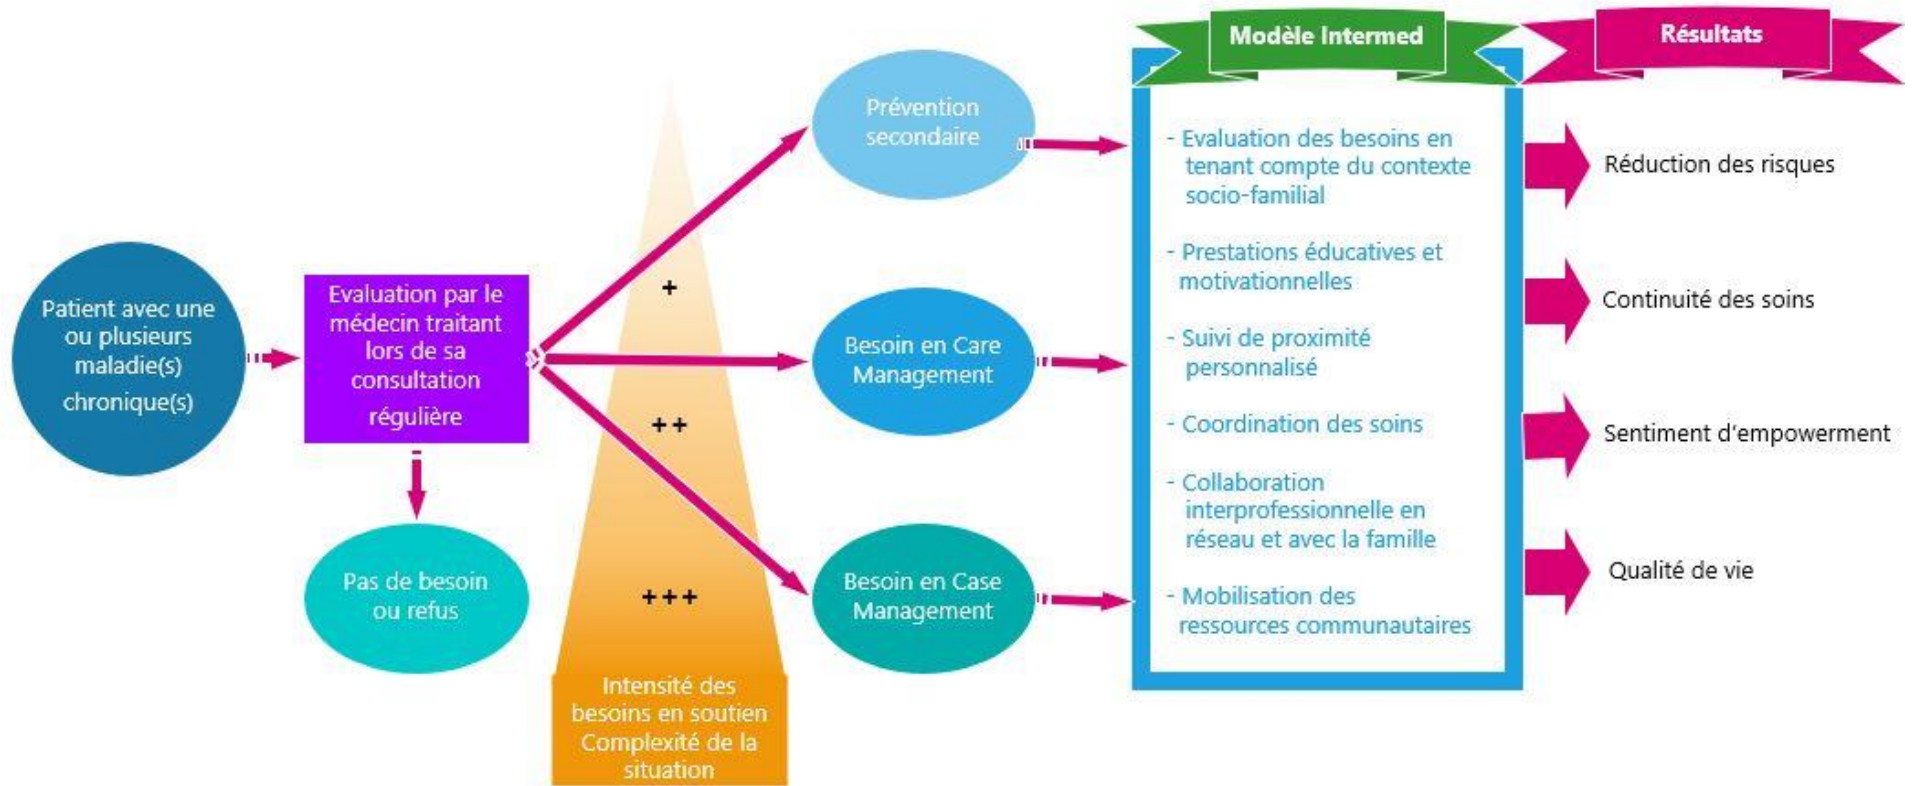 Patient avec une
ou plusieurs
maladie(s)
chronique(s)
Evaluation par le
médecin traitant
lors de sa
consultation
régulière
Pas de besoin
ou refus
+
++
+++
Intensité des
besoins en soutien
Complexité de la
situation
Prévention
secondaire
Besoin en Care
Management
Besoin en Case
Management
Modèle Intermed
- Evaluation des besoins en
tenant compte du contexte
socio-familial
- Prestations éducatives et
motivationnelles
- Suivi de proximité
personnalisé
- Coordination des soins
- Collaboration
interprofessionnelle en
réseau et avec la famille
- Mobilisation des
ressources communautaires
Résultats
Réduction des risques
Continuité des soins
Sentiment d'empowerment
Qualité de vie